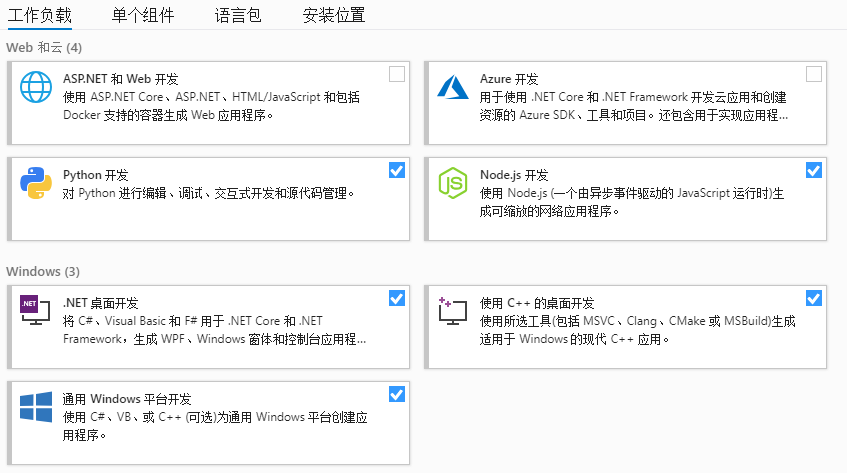 工作负载 单个组件 语言包 安装位置
Web 和云 (4)
ASP.NET 和 Web 开发
使用 ASP.NET Core、ASP.NET、HTML/JavaScript 和包括
Docker 支持的容器生成 Web 应用程序。
Azure 开发
用于使用 .NET Core 和 .NET Framework 开发云应用和创建
资源的 Azure SDK、工具和项目。还包含用于实现应用程...
Python 开发
对 Python 进行编辑、调试、交互式开发和源代码管理。
Node.js 开发
使用 Node.js (一个由异步事件驱动的 JavaScript 运行时)生
成可缩放的网络应用程序。
Windows (3)
.NET
.NET 桌面开发
将 C#、Visual Basic 和 F# 用于 .NET Core 和 .NET
Framework，生成 WPF、Windows 窗体和控制台应用程...
使用 C++ 的桌面开发
使用所选工具(包括 MSVC、Clang、CMake 或 MSBuild)生成
适用于 Windows 的现代 C++ 应用。
通用 Windows 平台开发
使用 C#、VB、或 C++ (可选)为通用 Windows 平台创建应
用程序。